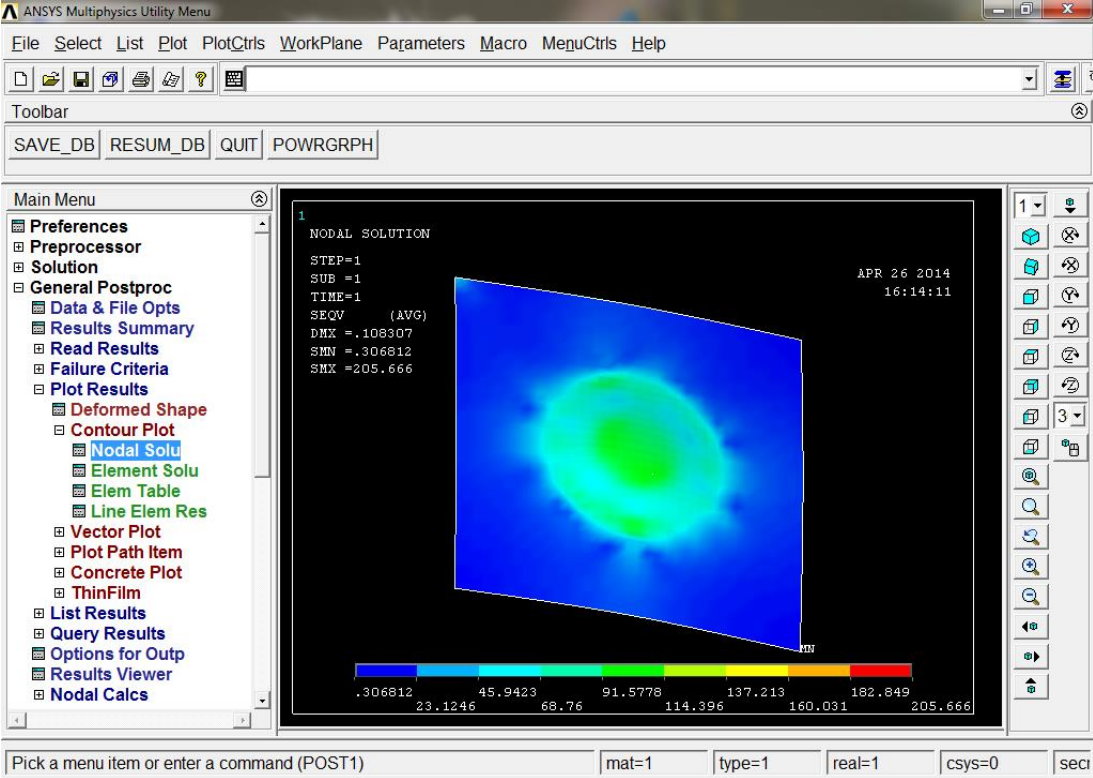 ANSYS Multiphysics Utility Menu
File Select List Plot PlotCtrls WorkPlane Parameters Macro MenuCtrls Help
Toolbar
SAVE_DB RESUM_DB QUIT POWRGRPH
Main Menu
Preferences
Preprocessor
Solution
General Postproc
Data & File Opts
Results Summary
Read Results
Failure Criteria
Plot Results
Deformed Shape
Contour Plot
Nodal Solu
Element Solu
Elem Table
Line Elem Res
Vector Plot
Plot Path Item
Concrete Plot
ThinFilm
List Results
Query Results
Options for Outp
Results Viewer
Nodal Calcs
1
NODAL SOLUTION
STEP=1
SUB =1
TIME=1
SEQV (AVG)
DMX =.108307
SMN =.306812
SMX =205.666
APR 26 2014
16:14:11
MN
.306812 45.9423 91.5778 137.213 182.849
23.1246 68.76 114.396 160.031 205.666
1
3
Pick a menu item or enter a command (POST1) mat=1 type=1 real=1 csys=0